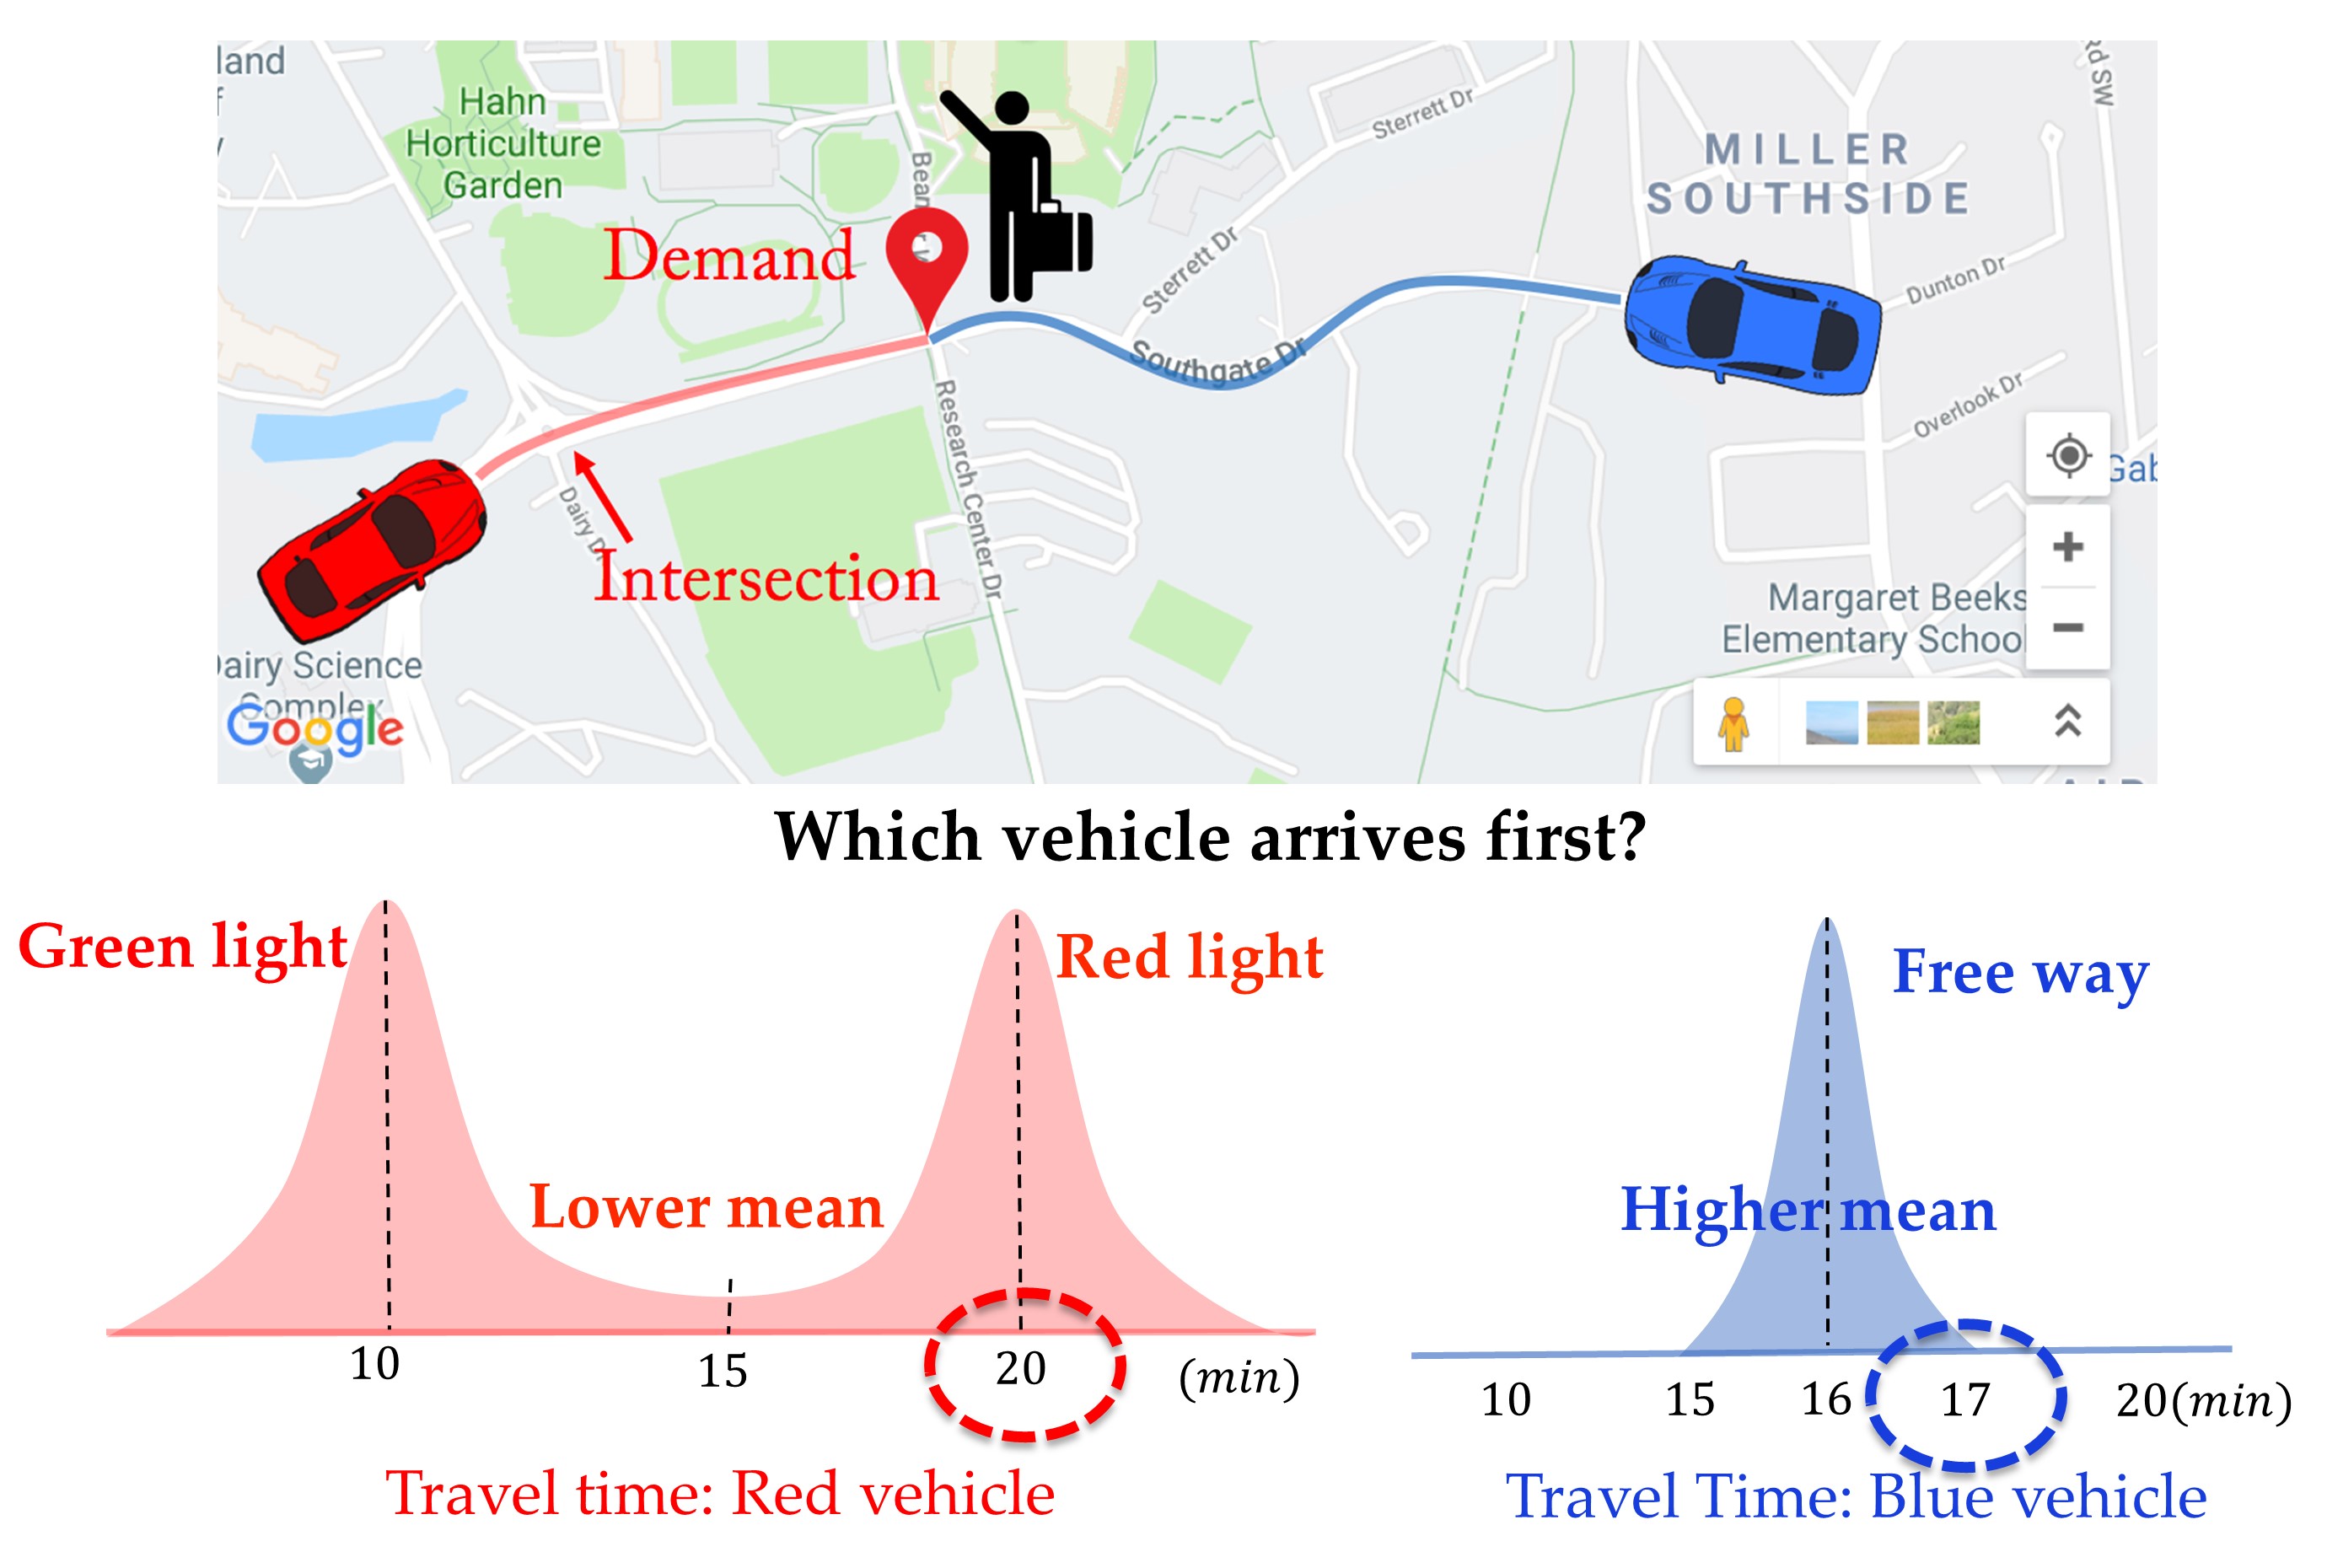 land
f
y
Hahn
Horticulture
Garden
Sterrett Dr
Rd SW
MILLER
SOUTHSIDE
Demand
Sterrett Dr
Dunton Dr
Southgate Dr
Overlook Dr
Research Center Dr
Gab
Dairy Dr
Intersection
Margaret Beeks
Elementary School
Dairy Science
Complex
Google
Which vehicle arrives first?
Green light
Red light
Free way
Lower mean
Higher mean
10
15
20
(min)
10
15
16
17
20(min)
Travel time: Red vehicle
Travel Time: Blue vehicle